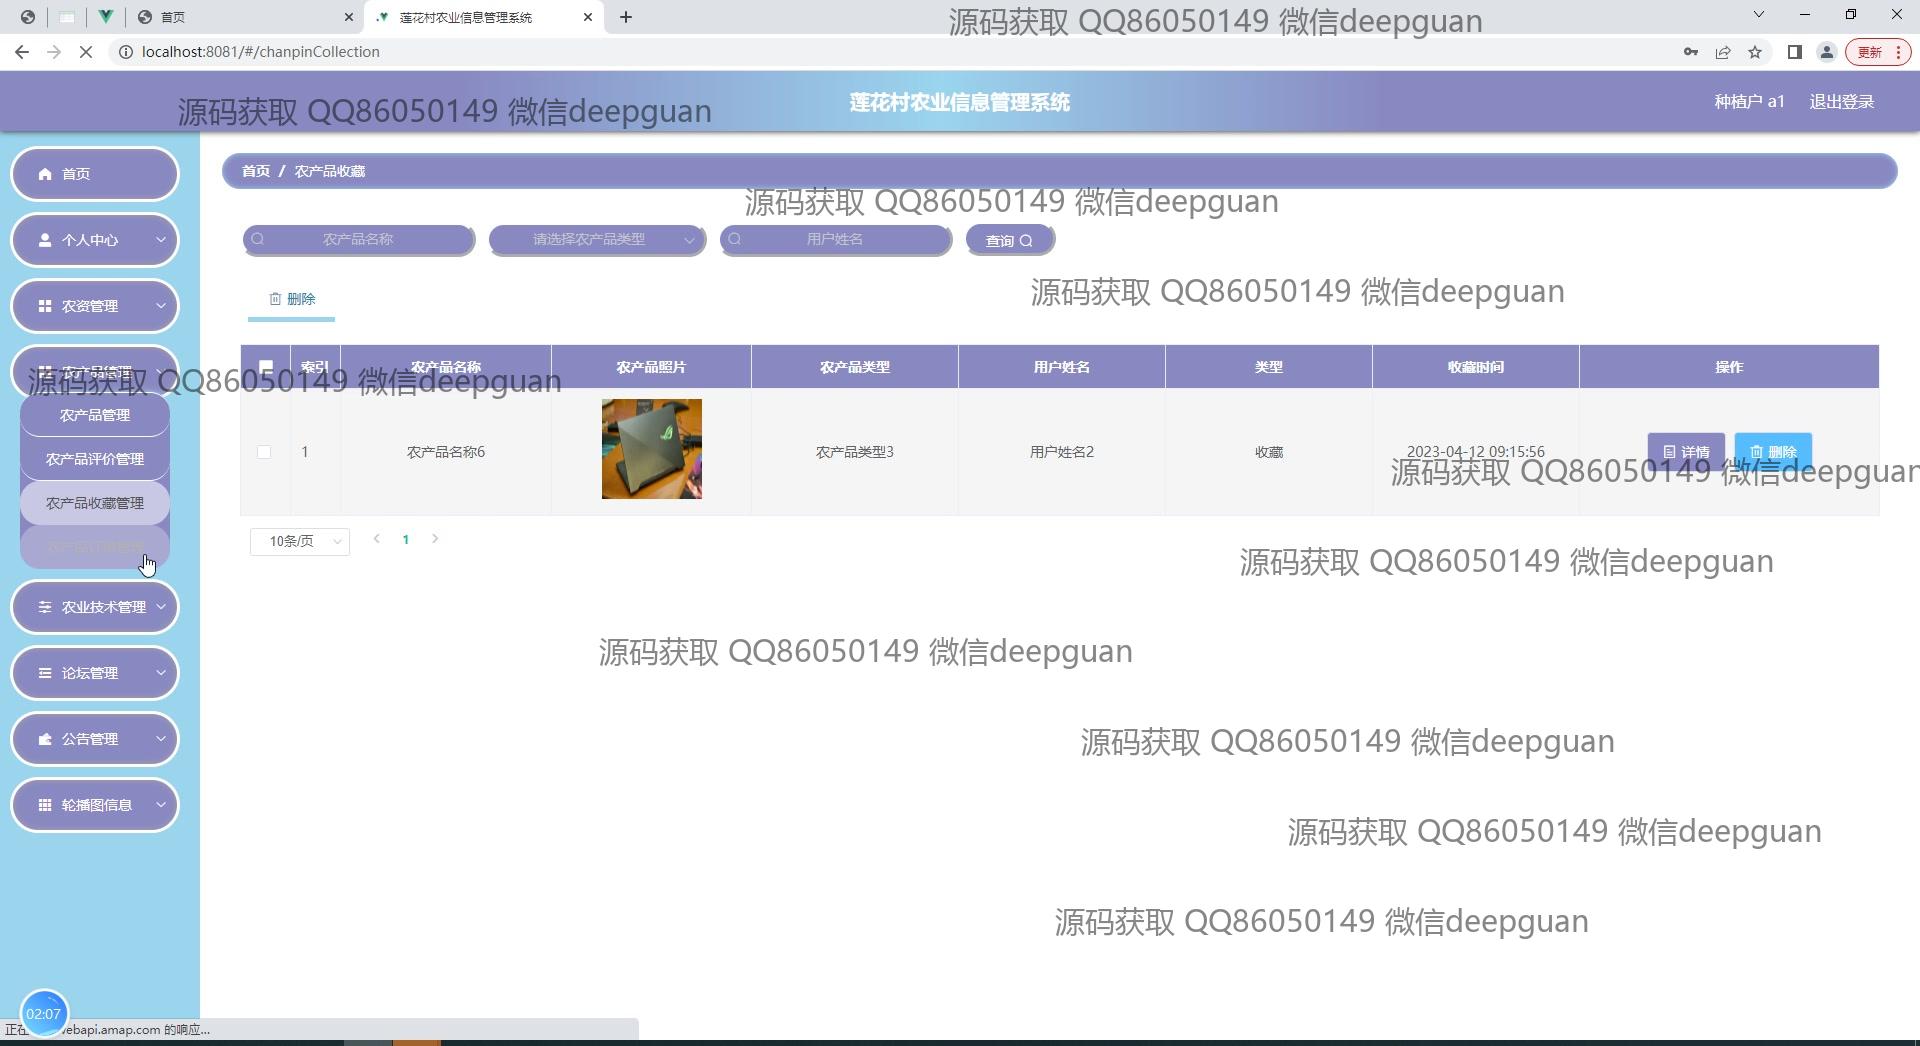 首页
莲花村农业信息管理系统
源码获取 QQ86050149 微信deepguan
localhost:8081/#/chanpinCollection
更新
源码获取 QQ86050149 微信deepguan
莲花村农业信息管理系统
种植户 a1
退出登录
首页
首页 / 农产品收藏
源码获取 QQ86050149 微信deepguan
个人中心
农产品名称
请选择农产品类型
用户姓名
查询
农资管理
删除
源码获取 QQ86050149 微信deepguan
农产品管理
源码获取 QQ86050149 微信deepguan
索引
农产品名称
农产品照片
农产品类型
用户姓名
类型
收藏时间
操作
农产品管理
农产品评价管理
农产品收藏管理
1
农产品名称6
农产品类型3
用户姓名2
收藏
2023-04-12 09:15:56
详情
删除
源码获取 QQ86050149 微信deepguan
10条/页
1
源码获取 QQ86050149 微信deepguan
农业技术管理
源码获取 QQ86050149 微信deepguan
论坛管理
公告管理
源码获取 QQ86050149 微信deepguan
轮播图信息
源码获取 QQ86050149 微信deepguan
源码获取 QQ86050149 微信deepguan
02:07
正在 ebapi.amap.com 的响应...